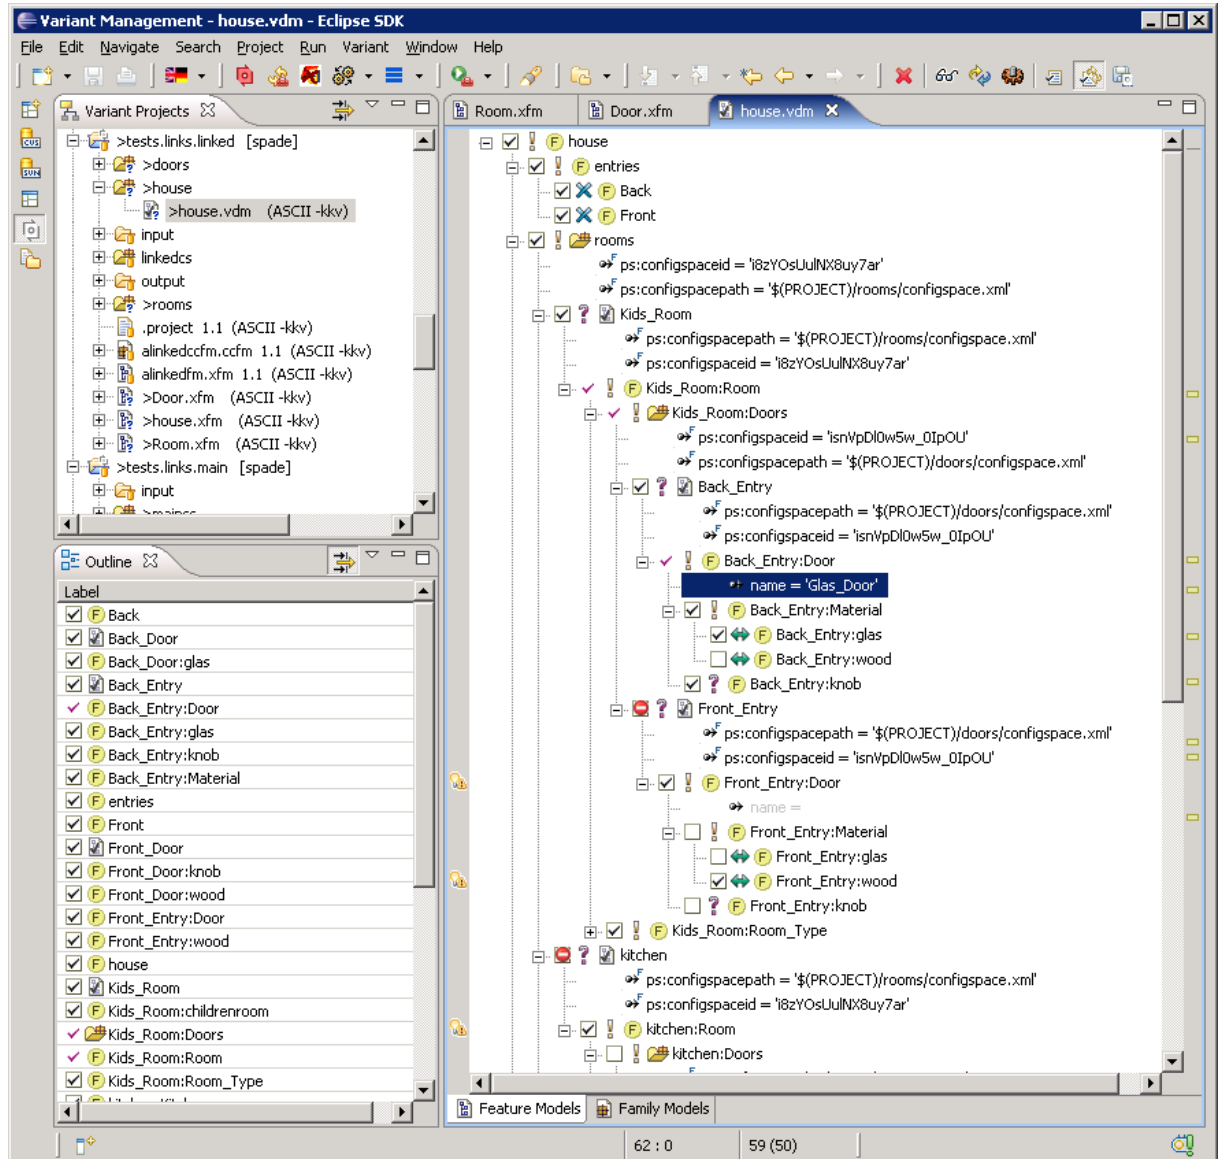 Variant Management - house.vdm - Eclipse SDK
File Edit Navigate Search Project Run Variant Window Help
Variant Projects
>tests.links.linked [spade]
>doors
>house
>house.vdm (ASCII -kkv)
input
linkedcs
output
>rooms
.project 1.1 (ASCII -kkv)
alinkedccfm.ccfm 1.1 (ASCII -kkv)
alinkedfm.xfm 1.1 (ASCII -kkv)
>Door.xfm (ASCII -kkv)
>house.xfm (ASCII -kkv)
>Room.xfm (ASCII -kkv)
>tests.links.main [spade]
input
Outline
Label
Back
Back_Door
Back_Door:glas
Back_Entry
Back_Entry:Door
Back_Entry:glas
Back_Entry:knob
Back_Entry:Material
entries
Front
Front_Door
Front_Door:knob
Front_Door:wood
Front_Entry:Door
Front_Entry:wood
house
Kids_Room
Kids_Room:childrenroom
Kids_Room:Doors
Kids_Room:Room
Kids_Room:Room_Type
Room.xfm Door.xfm house.vdm
house
entries
Back
Front
rooms
ps:configspaceid = 'i8zYOsUulNX8uy7ar'
ps:configspacepath = '$(PROJECT)/rooms/configspace.xml'
Kids_Room
ps:configspacepath = '$(PROJECT)/rooms/configspace.xml'
ps:configspaceid = 'i8zYOsUulNX8uy7ar'
Kids_Room:Room
Kids_Room:Doors
ps:configspaceid = 'isnVpDl0w5w_0IpOU'
ps:configspacepath = '$(PROJECT)/doors/configspace.xml'
Back_Entry
ps:configspacepath = '$(PROJECT)/doors/configspace.xml'
ps:configspaceid = 'isnVpDl0w5w_0IpOU'
Back_Entry:Door
name = 'Glas_Door'
Back_Entry:Material
Back_Entry:glas
Back_Entry:wood
Back_Entry:knob
Front_Entry
ps:configspacepath = '$(PROJECT)/doors/configspace.xml'
ps:configspaceid = 'isnVpDl0w5w_0IpOU'
Front_Entry:Door
name =
Front_Entry:Material
Front_Entry:glas
Front_Entry:wood
Front_Entry:knob
Kids_Room:Room_Type
kitchen
ps:configspacepath = '$(PROJECT)/rooms/configspace.xml'
ps:configspaceid = 'i8zYOsUulNX8uy7ar'
kitchen:Room
kitchen:Doors
Feature Models Family Models
62 : 0 59 (50)